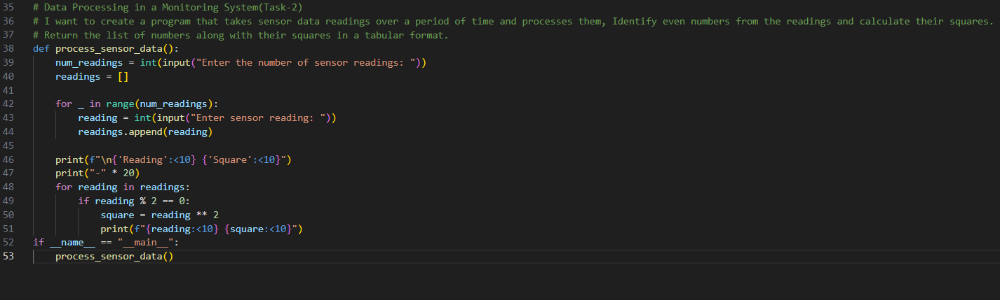 35 # Data Processing in a Monitoring System(Task-2)
36 # I want to create a program that takes sensor data readings over a period of time and processes them, Identify even numbers from the readings and calculate their squares.
37 # Return the list of numbers along with their squares in a tabular format.
38 def process_sensor_data():
39     num_readings = int(input("Enter the number of sensor readings: "))
40     readings = []
41
42     for _ in range(num_readings):
43         reading = int(input("Enter sensor reading: "))
44         readings.append(reading)
45
46     print(f"\n{'Reading':<10} {'Square':<10}")
47     print("-" * 20)
48     for reading in readings:
49         if reading % 2 == 0:
50             square = reading ** 2
51             print(f"{reading:<10} {square:<10}")
52 if __name__ == "__main__":
53     process_sensor_data()